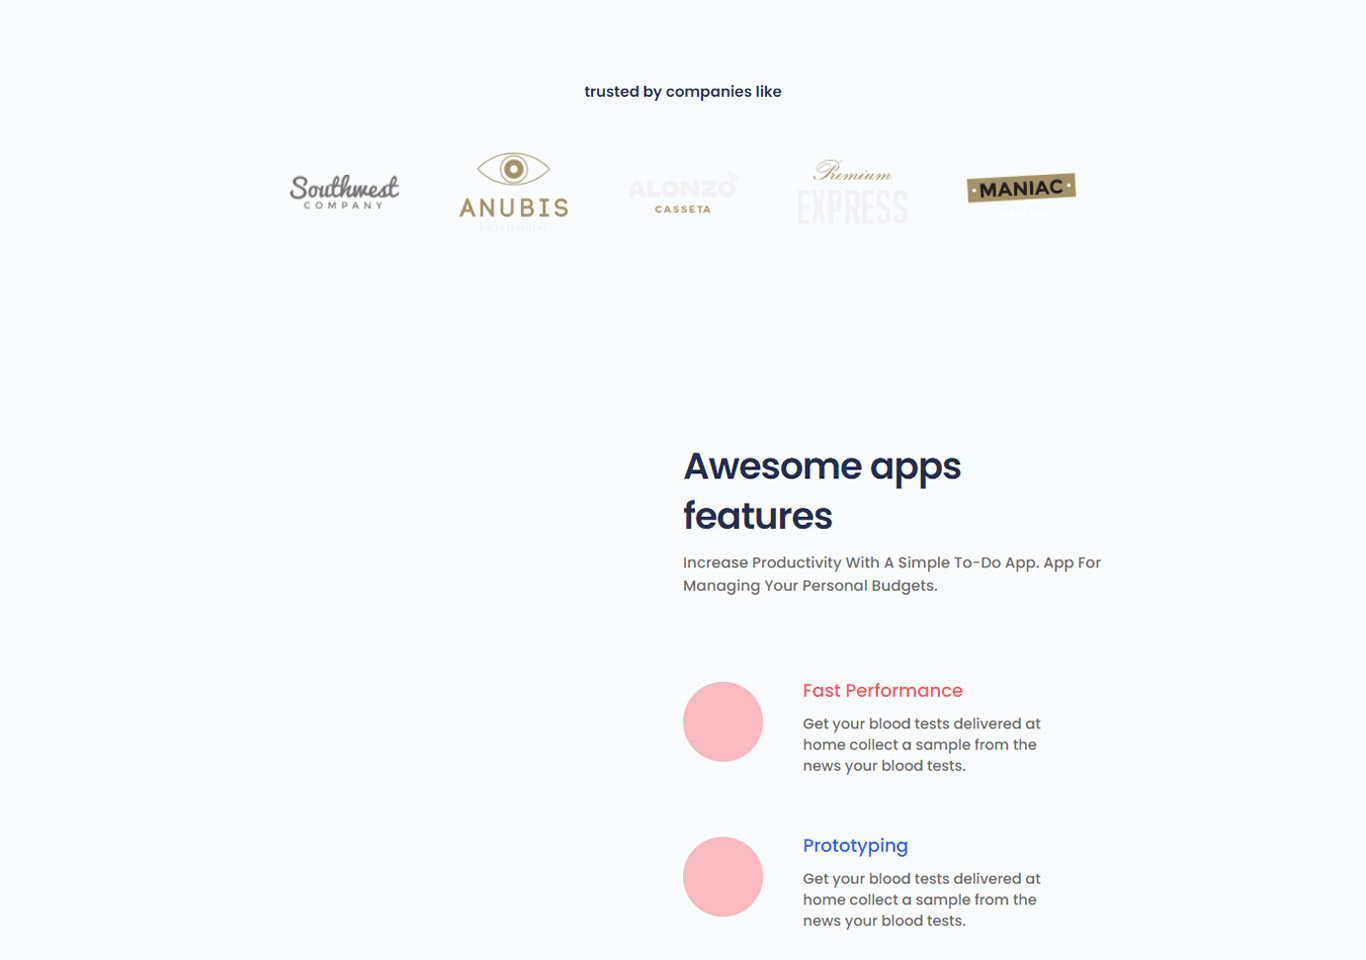 trusted by companies like
Southwest
COMPANY
ANUBIS
ENTERTAINMENT
ALONZO
CASSETA
Premium
EXPRESS
MANIAC
Awesome apps
features
Increase Productivity With A Simple To-Do App. App For
Managing Your Personal Budgets.
Fast Performance
Get your blood tests delivered at
home collect a sample from the
news your blood tests.
Prototyping
Get your blood tests delivered at
home collect a sample from the
news your blood tests.